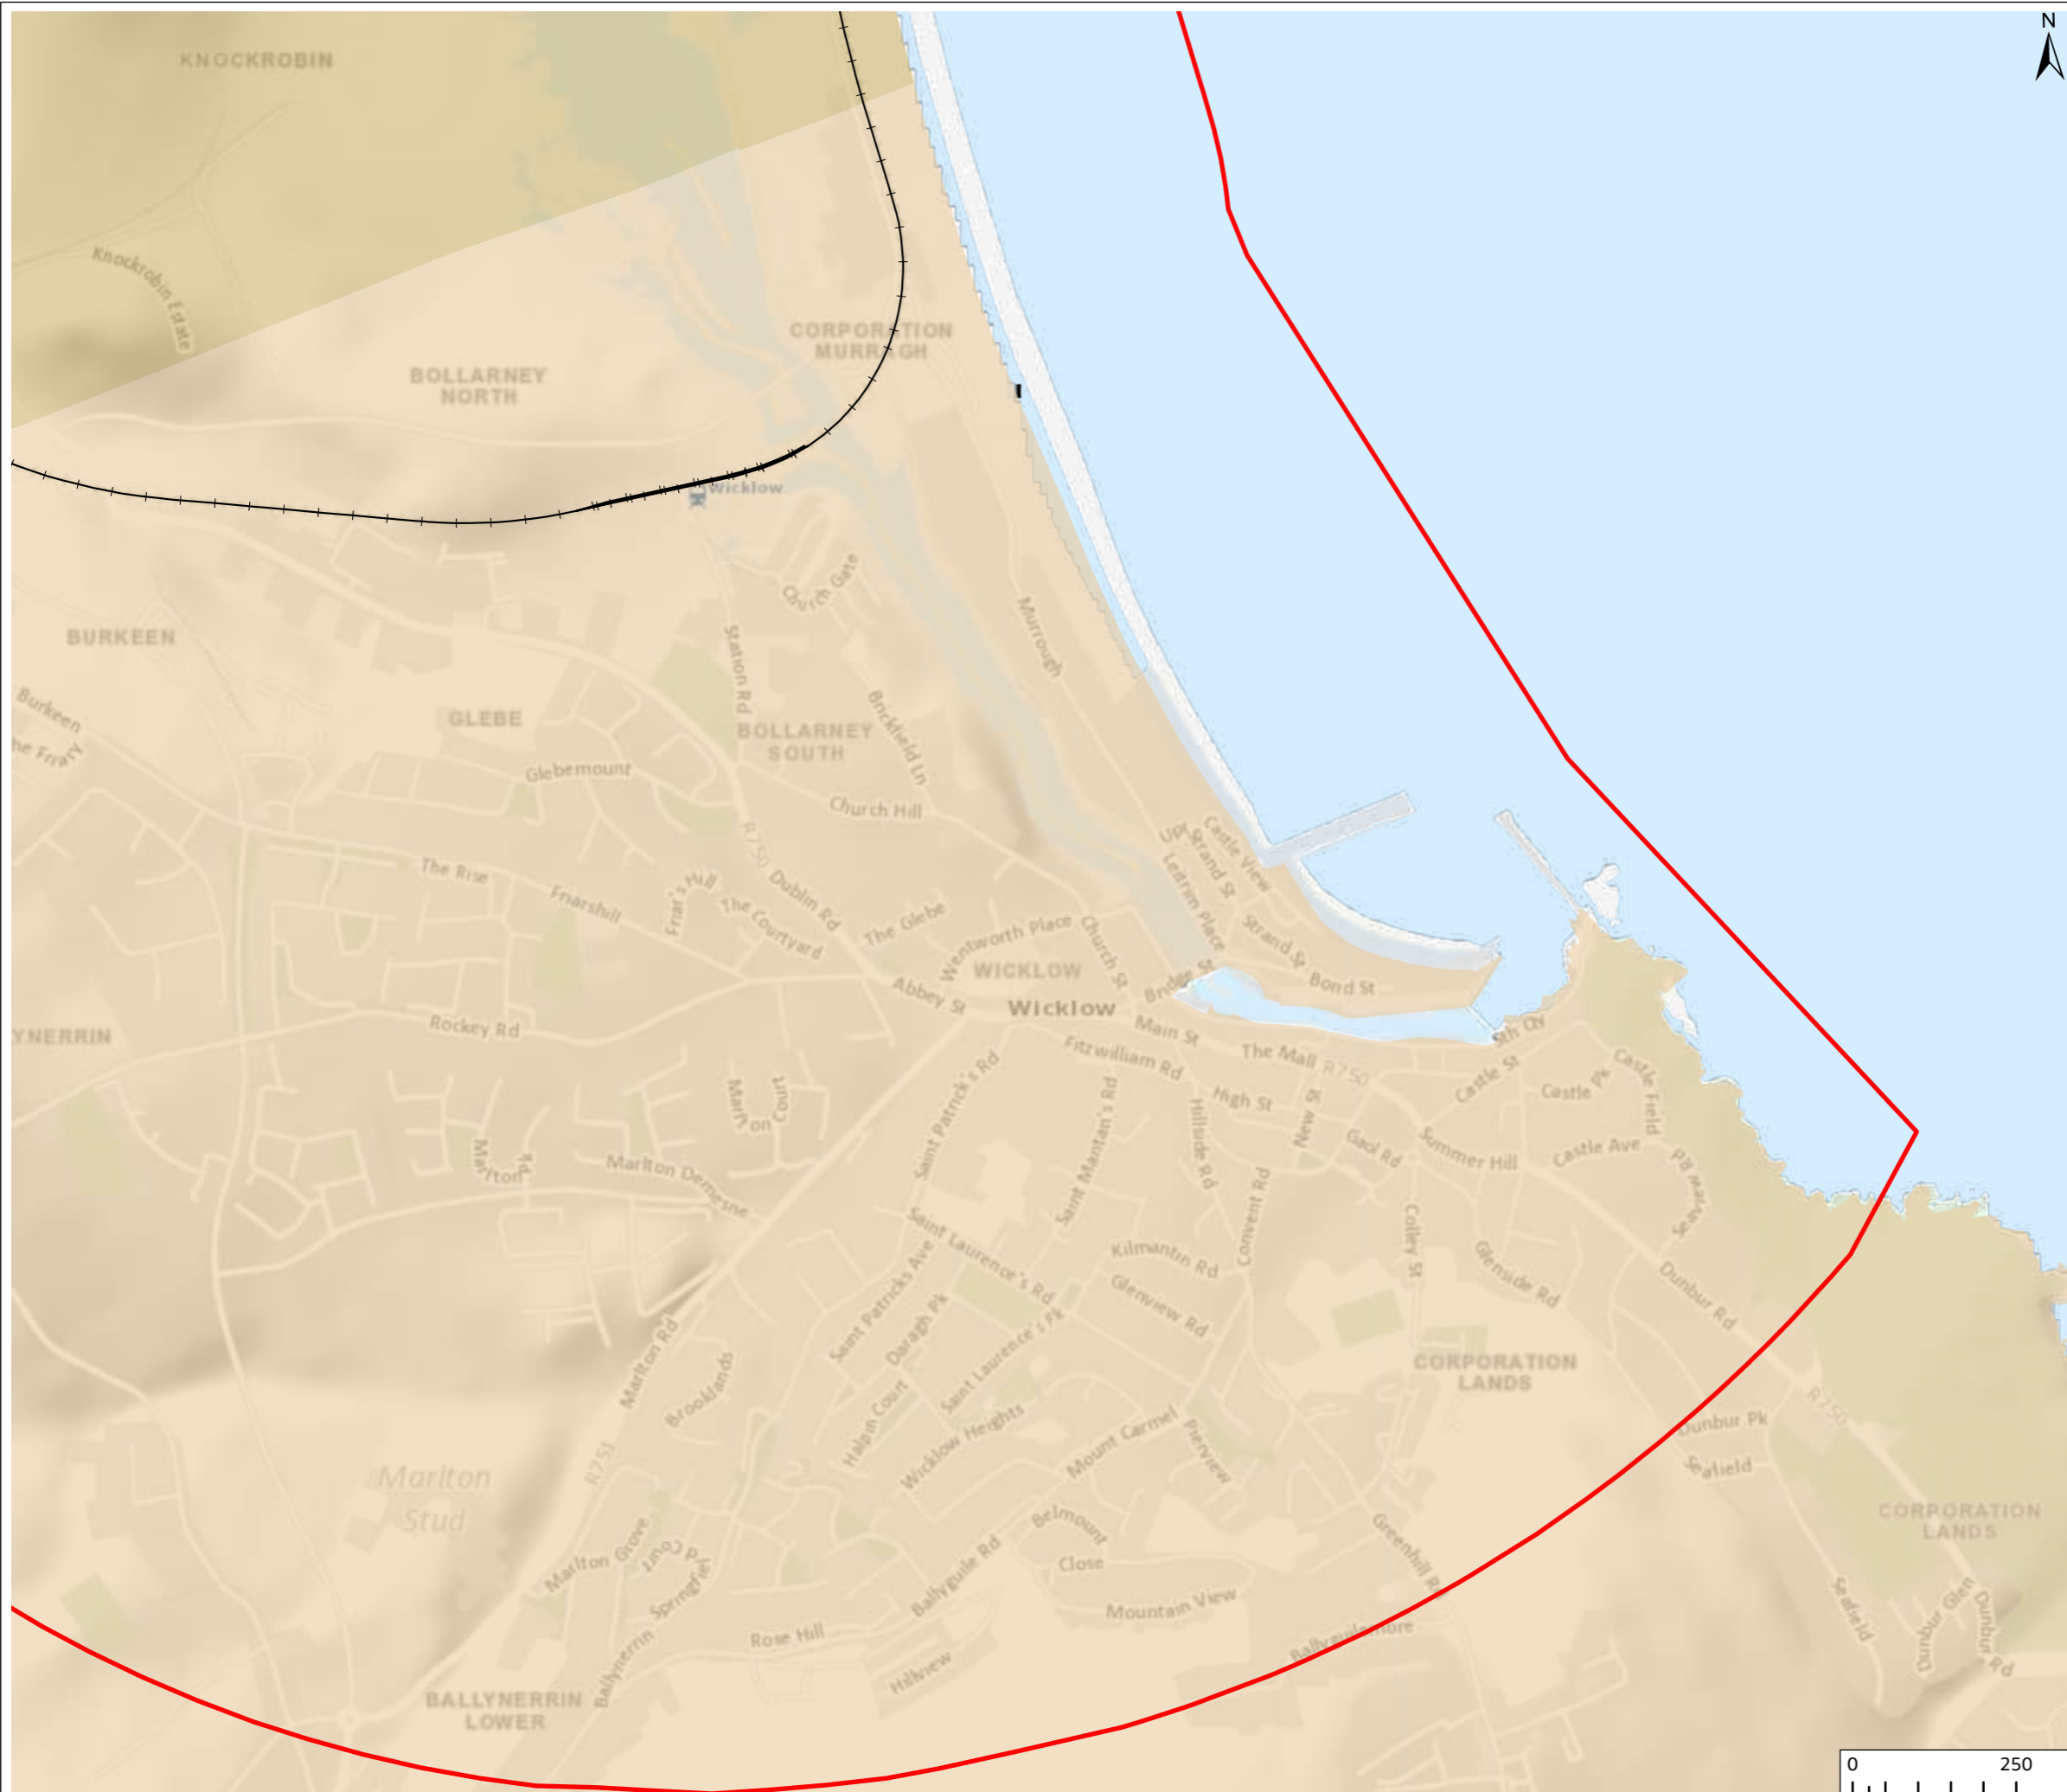 N
KNOCKROBIN
Knockrobin Estate
CORPORATION
MURRAGH
BOLLARNEY
NORTH
Wicklow
Church Gate
Murrough
Station Rd
BURKEEN
Burkeen
he Friary
GLEBE
BOLLARNEY
SOUTH
Brickfield Ln
Glebemount
Church Hill
R750
Upr Strand St
Castle View
Leitrim Place
The Rise
Friarshill
Friar's Hill
The Courtyard
Dublin Rd
The Glebe
Wentworth Place
Church St
Strand St
Bond St
WICKLOW
Wicklow
Bridge St
Abbey St
YNERRIN
Rockey Rd
Main St
The Mall
R750
Sth Qy
Fitzwilliam Rd
Castle St
Castle Pk
Castle Field
High St
New St
Hillside Rd
Saint Patrick's Rd
Saint Mantan's Rd
Marlton Court
Marlton Pk
Marlton Demesne
Gaol Rd
Summer Hill
Castle Ave
Seaview Rd
Convent Rd
Colley St
Saint Laurence's Rd
Kilmantin Rd
Glenview Rd
Glenside Rd
Dunbur Rd
Saint Patricks Ave
Daragh Pk
Saint Laurence's Pk
Marlton Rd
Brooklands
CORPORATION
LANDS
Halpin Court
Wicklow Heights
Mount Carmel
Pierview
R750
Dunbur Pk
Seafield
R751
Marlton
Stud
CORPORATION
LANDS
Belmount
Close
Greenhill Rd
Marlton Grove
Springfield Court
Ballyguile Rd
Mountain View
Ballyguilemore
Seafield
Dunbur Glen
Dunbur Rd
Rose Hill
Hillview
Ballynerrin
BALLYNERRIN
LOWER
0 250